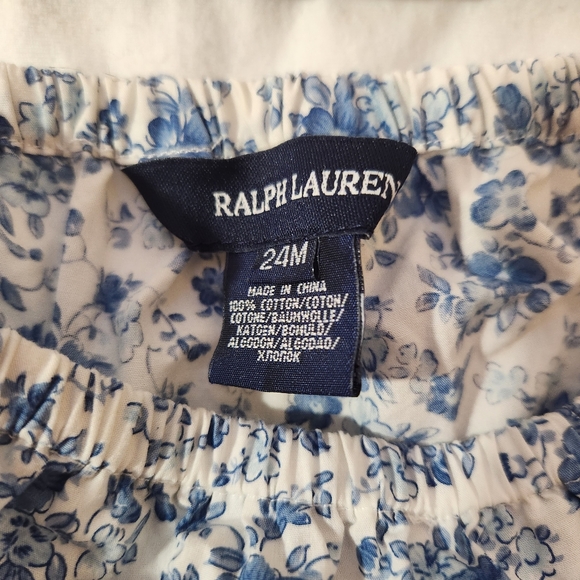 RALPH LAUREN
24M
MADE IN CHINA
100% COTTON/COTON/
COTONE/BAUMWOLLE/
KATOEN/BOMULD/
ALGODON/ALGODAO/
ХЛОПОК